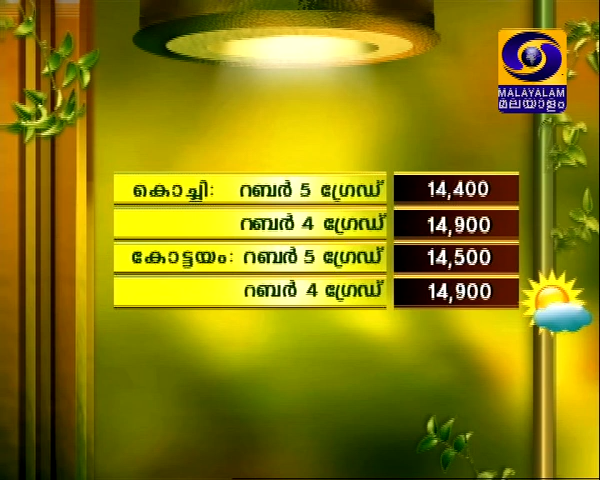 MALAYALAM
മലയാളം
കൊച്ചി: റബർ 5 ഗ്രേഡ് 14,400
റബർ 4 ഗ്രേഡ് 14,900
കോട്ടയം: റബർ 5 ഗ്രേഡ് 14,500
റബർ 4 ഗ്രേഡ് 14,900